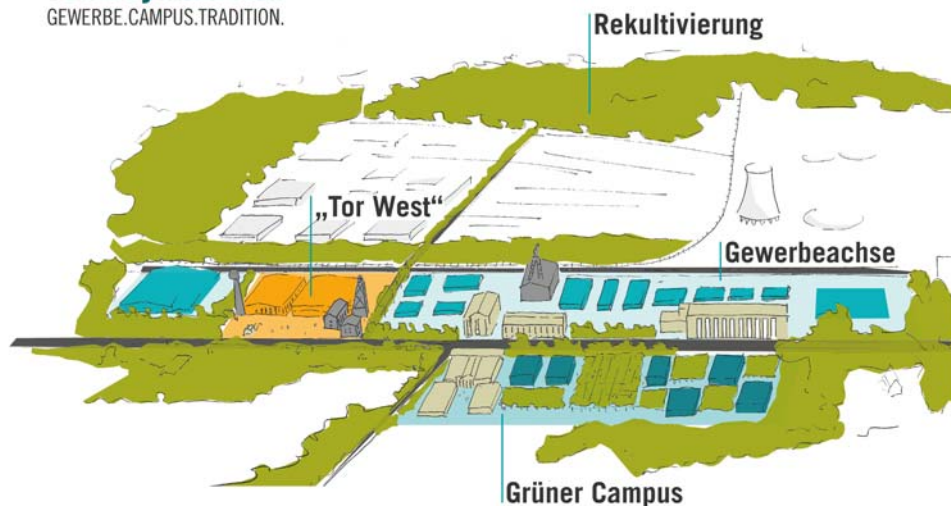 GEWERBE.CAMPUS.TRADITION.
Rekultivierung
„Tor West“
Gewerbeachse
Grüner Campus